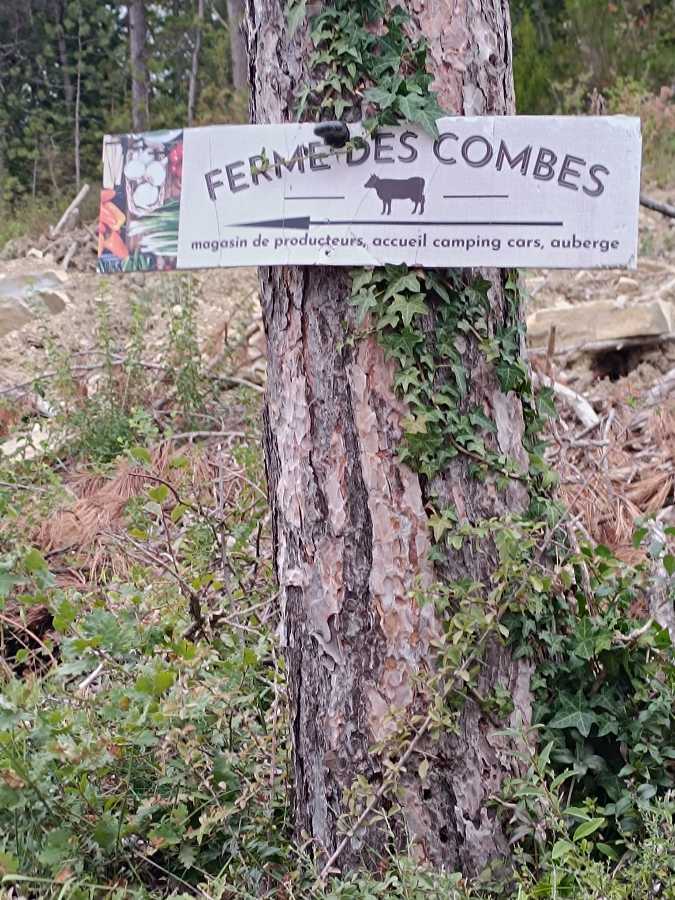 FERME DES COMBES
magasin de producteurs, accueil camping cars, auberge